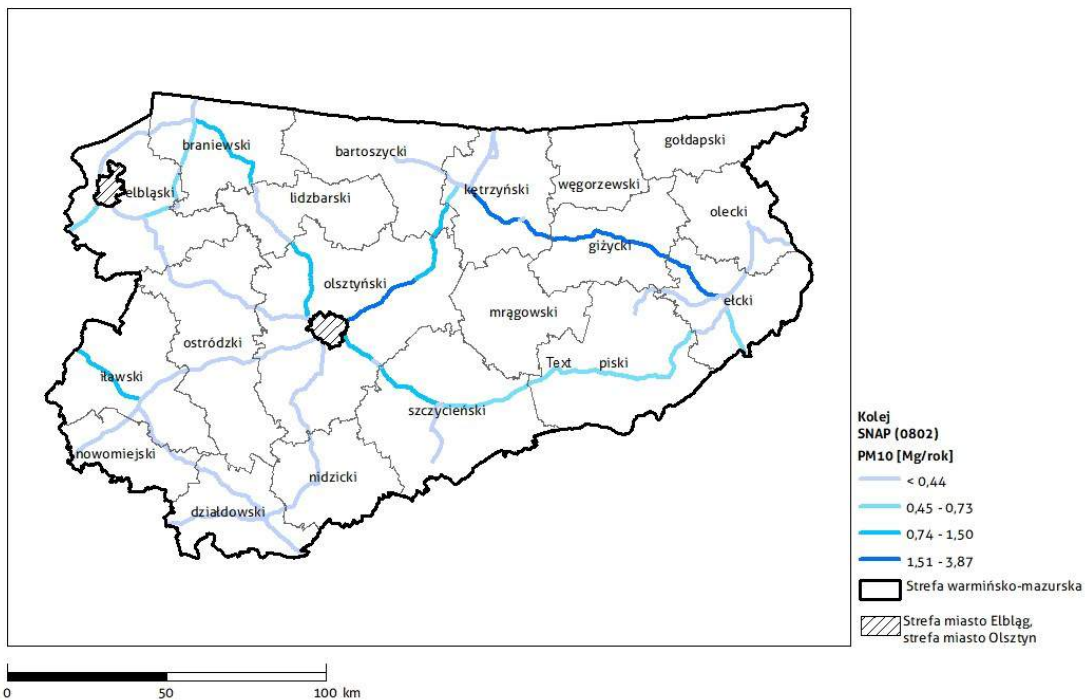 gołdapski
braniewski
bartoszycki
kętrzyński
węgorzewski
elbląski
lidzbarski
olecki
giżycki
olsztyński
mrągowski
ełcki
ostródzki
Text piski
iławski
szczycieński
nowomiejski
nidzicki
działdowski
Kolej
SNAP (0802)
PM10 [Mg/rok]
< 0,44
0,45 - 0,73
0,74 - 1,50
1,51 - 3,87
Strefa warmińsko-mazurska
Strefa miasto Elbląg,
strefa miasto Olsztyn
0 50 100 km